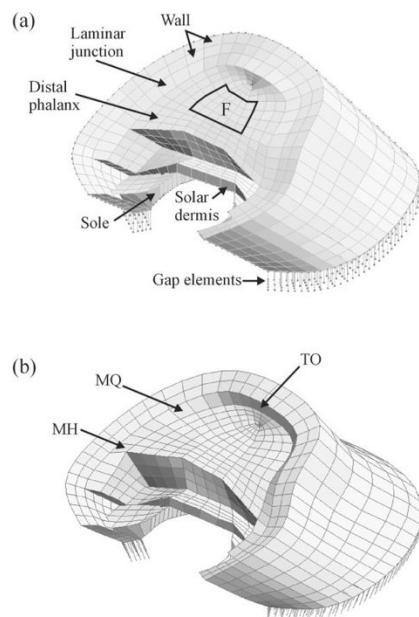 (a)
Wall
Laminar
junction
Distal
phalanx
F
Solar
dermis
Sole
Gap elements
(b)
TO
MQ
MH